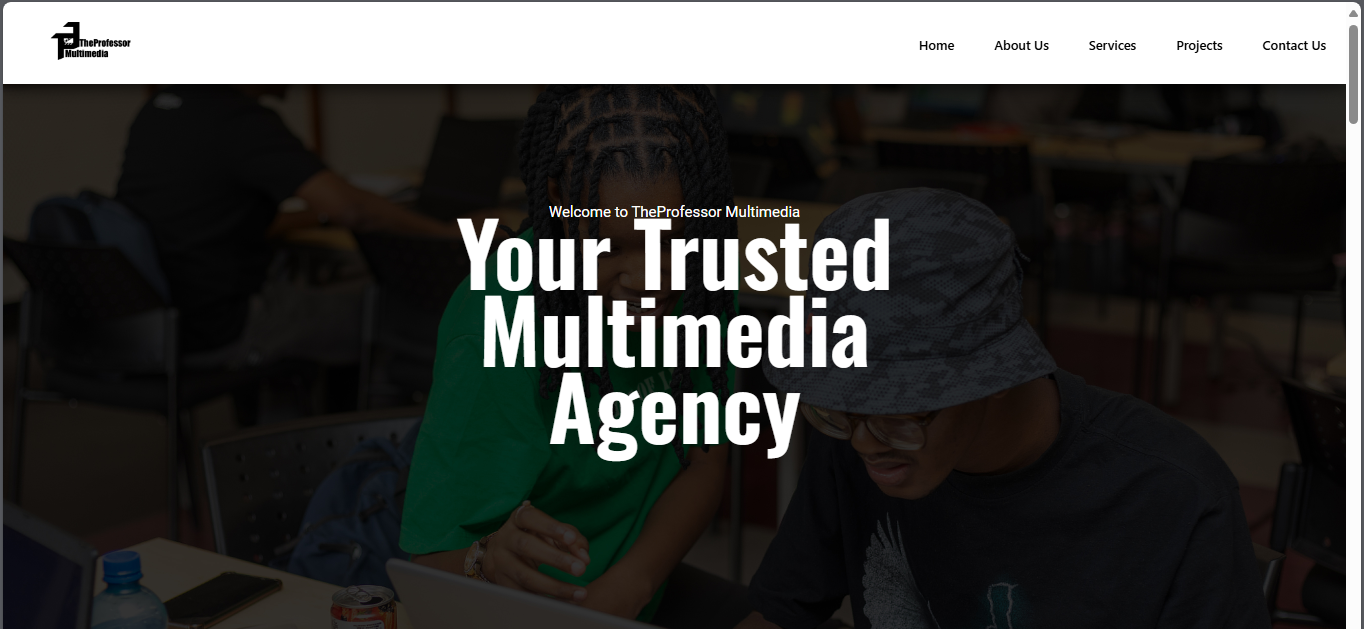 TheProfessor
Multimedia
Home
About Us
Services
Projects
Contact Us
Welcome to TheProfessor Multimedia
Your Trusted
Multimedia
Agency